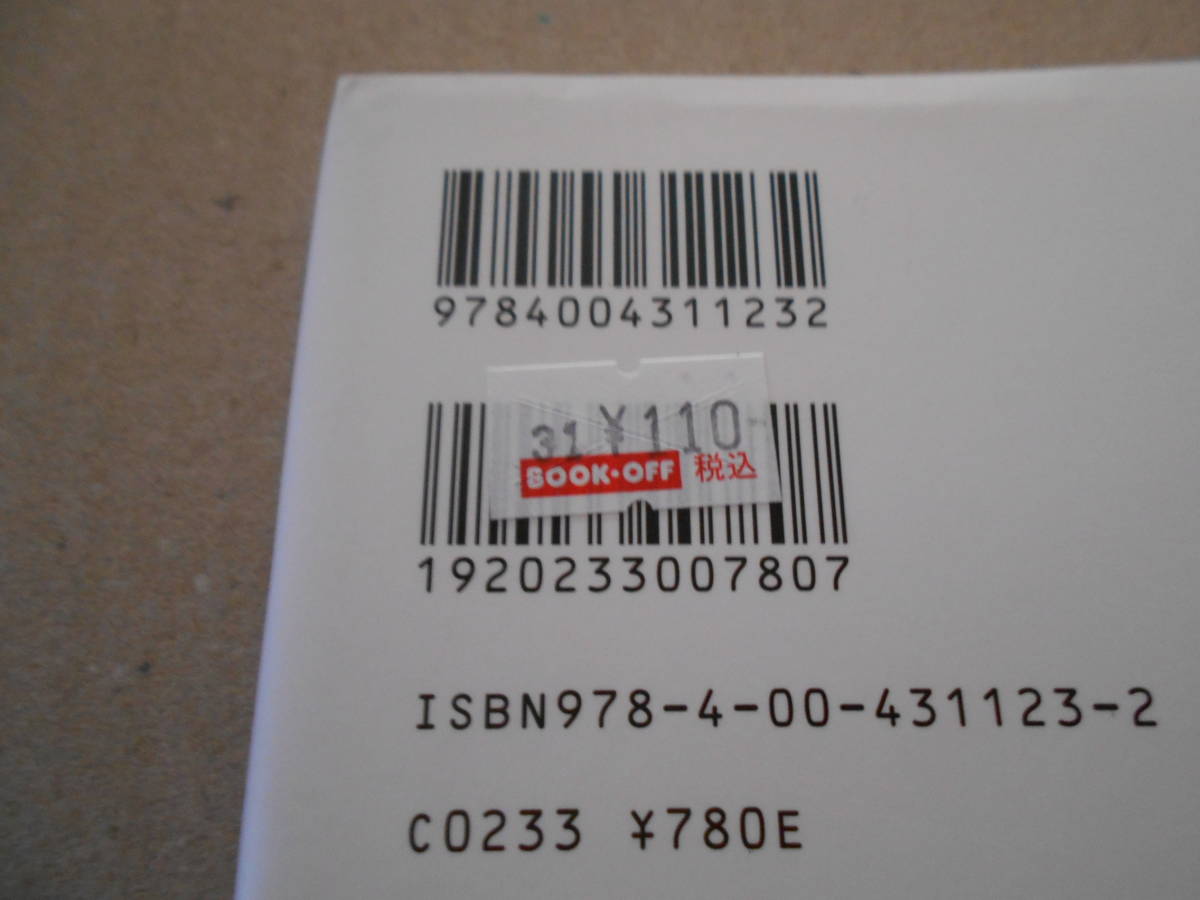 9784004311232
31 ¥110
BOOK・OFF 税込
1920233007807
ISBN978-4-00-431123-2
C0233 ¥780E